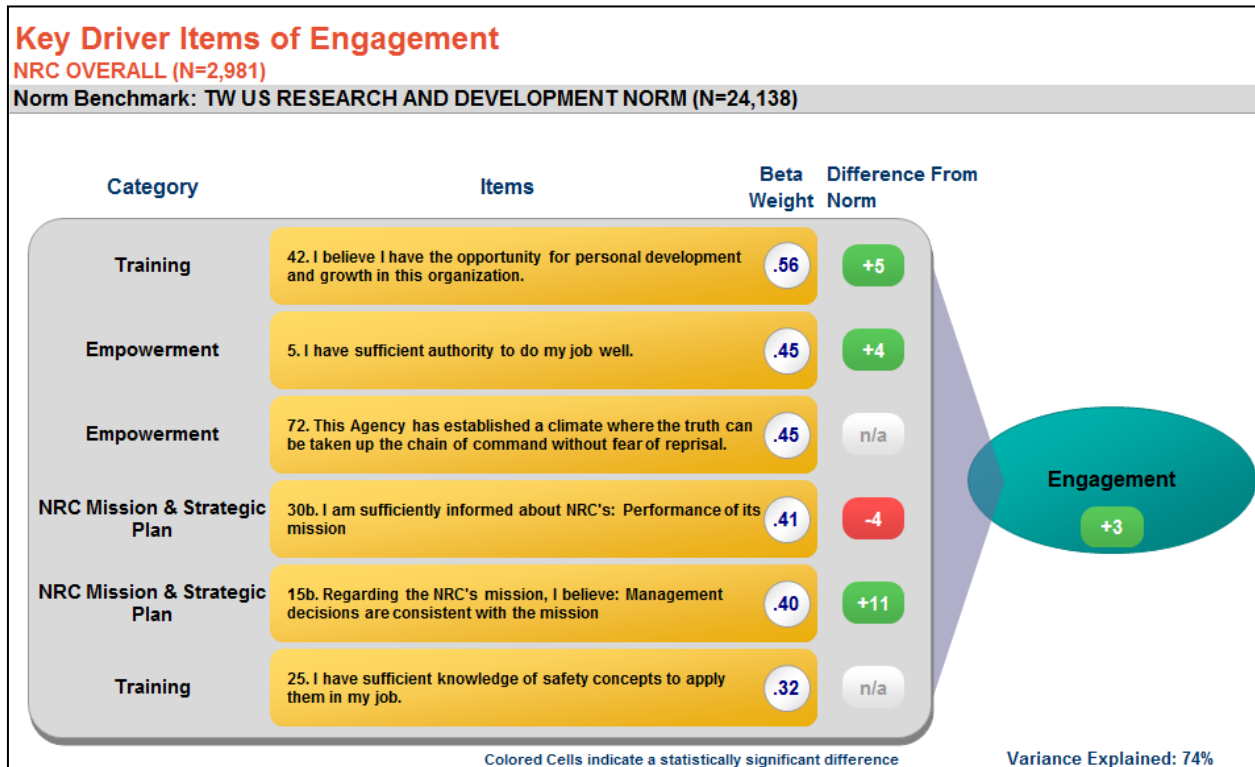 Key Driver Items of Engagement
NRC OVERALL (N=2,981)
Norm Benchmark: TW US RESEARCH AND DEVELOPMENT NORM (N=24,138)
Category Items Beta Weight Difference From Norm
Training
42. I believe I have the opportunity for personal development
and growth in this organization.
.56 +5
Empowerment
5. I have sufficient authority to do my job well.
.45 +4
Empowerment
72. This Agency has established a climate where the truth can
be taken up the chain of command without fear of reprisal.
.45 n/a
NRC Mission & Strategic
Plan
30b. I am sufficiently informed about NRC's: Performance of its
mission
.41 -4
NRC Mission & Strategic
Plan
15b. Regarding the NRC's mission, I believe: Management
decisions are consistent with the mission
.40 +11
Training
25. I have sufficient knowledge of safety concepts to apply
them in my job.
.32 n/a
Engagement
+3
Colored Cells indicate a statistically significant difference
Variance Explained: 74%